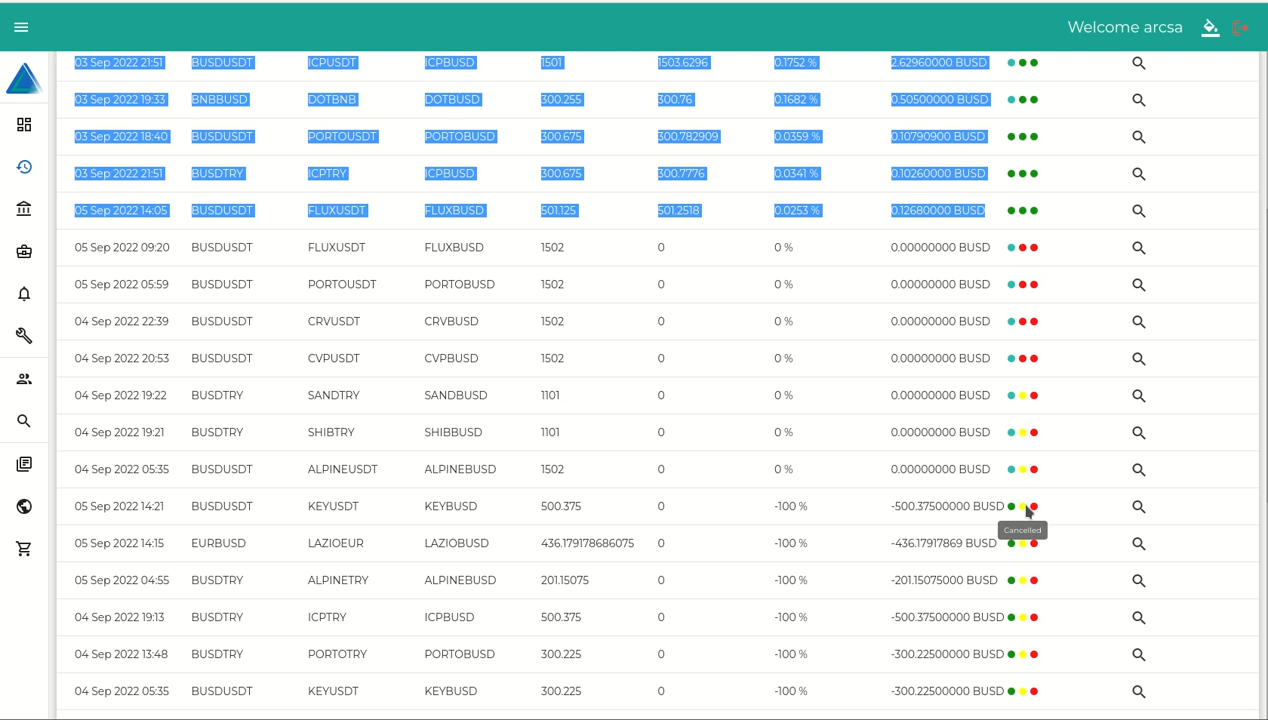 Welcome arcsa
03 Sep 2022 21:51 BUSDUSDT ICPUSDT ICPBUSD 1501 1503.6296 0.1752 % 2.62960000 BUSD
03 Sep 2022 19:33 BNBBUSD DOTBNB DOTBUSD 300.255 300.76 0.1682 % 0.50500000 BUSD
03 Sep 2022 18:40 BUSDUSDT PORTOUSDT PORTOBUSD 300.675 300.782909 0.0359 % 0.10790900 BUSD
03 Sep 2022 21:51 BUSDTRY ICPTRY ICPBUSD 300.675 300.7776 0.0341 % 0.10260000 BUSD
05 Sep 2022 14:05 BUSDUSDT FLUXUSDT FLUXBUSD 501.125 501.2518 0.0253 % 0.12680000 BUSD
05 Sep 2022 09:20 BUSDUSDT FLUXUSDT FLUXBUSD 1502 0 0 % 0.00000000 BUSD
05 Sep 2022 05:59 BUSDUSDT PORTOUSDT PORTOBUSD 1502 0 0 % 0.00000000 BUSD
04 Sep 2022 22:39 BUSDUSDT CRVUSDT CRVBUSD 1502 0 0 % 0.00000000 BUSD
04 Sep 2022 20:53 BUSDUSDT CVPUSDT CVPBUSD 1502 0 0 % 0.00000000 BUSD
04 Sep 2022 19:22 BUSDTRY SANDTRY SANDBUSD 1101 0 0 % 0.00000000 BUSD
04 Sep 2022 19:21 BUSDTRY SHIBTRY SHIBBUSD 1101 0 0 % 0.00000000 BUSD
04 Sep 2022 05:35 BUSDUSDT ALPINEUSDT ALPINEBUSD 1502 0 0 % 0.00000000 BUSD
05 Sep 2022 14:21 BUSDUSDT KEYUSDT KEYBUSD 500.375 0 -100 % -500.37500000 BUSD
Cancelled
05 Sep 2022 14:15 EURBUSD LAZIOEUR LAZIOBUSD 436.179178686075 0 -100 % -436.17917869 BUSD
05 Sep 2022 04:55 BUSDTRY ALPINETRY ALPINEBUSD 201.15075 0 -100 % -201.15075000 BUSD
04 Sep 2022 19:13 BUSDTRY ICPTRY ICPBUSD 500.375 0 -100 % -500.37500000 BUSD
04 Sep 2022 13:48 BUSDTRY PORTOTRY PORTOBUSD 300.225 0 -100 % -300.22500000 BUSD
04 Sep 2022 05:35 BUSDUSDT KEYUSDT KEYBUSD 300.225 0 -100 % -300.22500000 BUSD